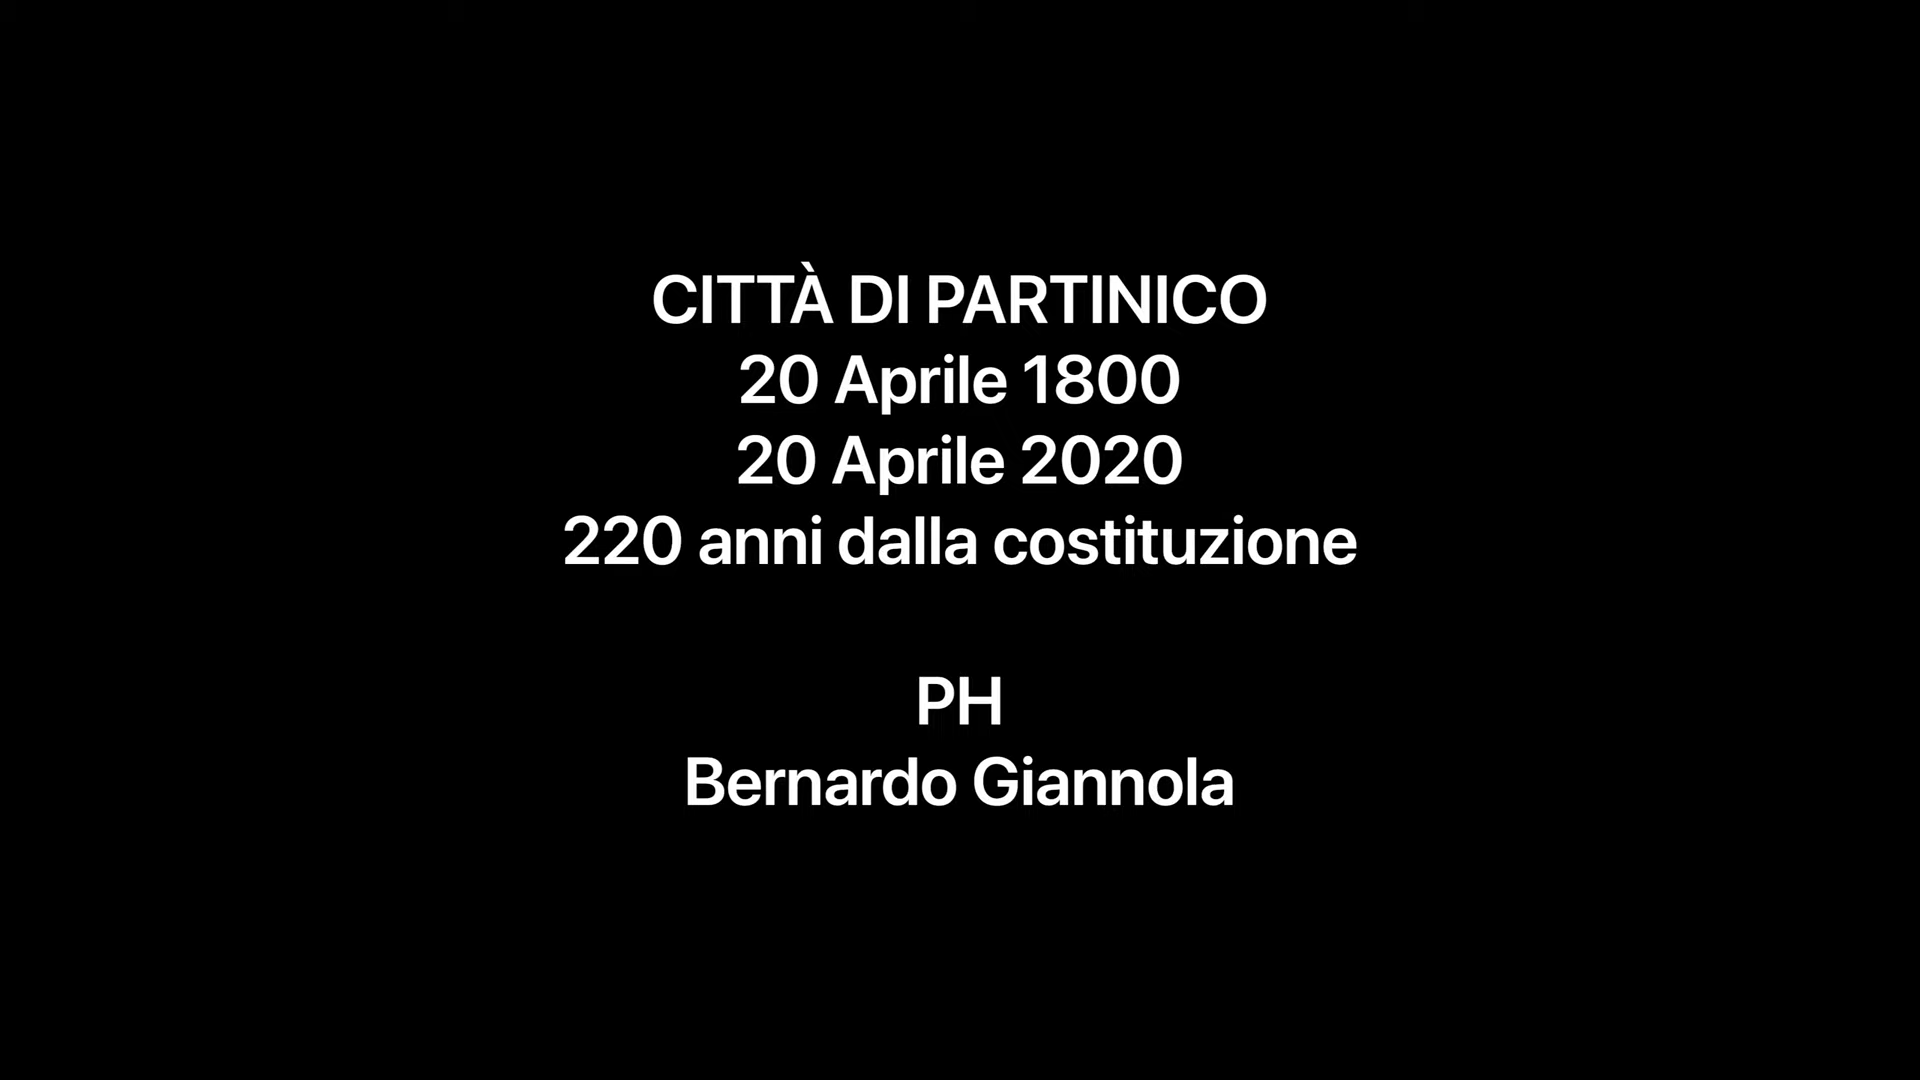 CITTÀ DI PARTINICO
20 Aprile 1800
20 Aprile 2020
220 anni dalla costituzione
PH
Bernardo Giannola